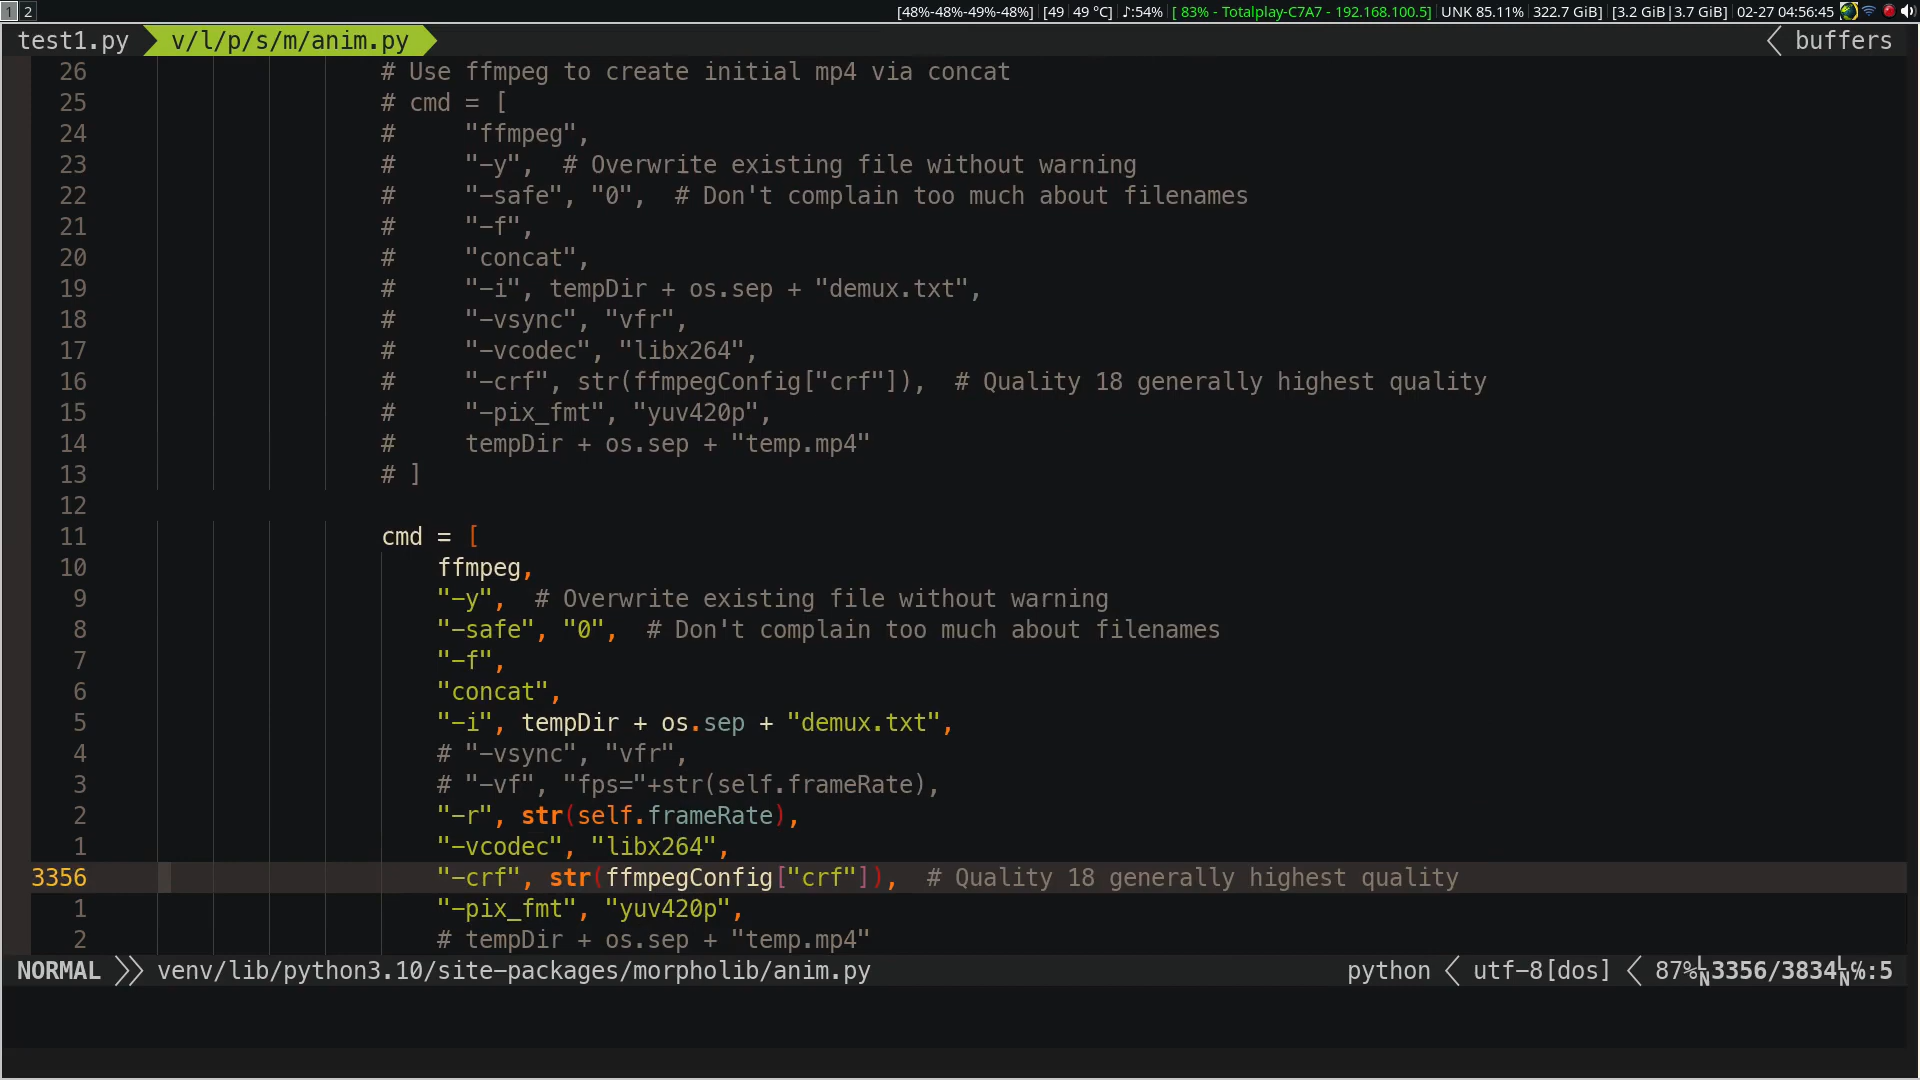 1 2 [48%-48%-49%-48%] [49 49 °C] ♪:54% [ 83% - Totalplay-C7A7 - 192.168.100.5] UNK 85.11% 322.7 GiB] [3.2 GiB|3.7 GiB] 02-27 04:56:45
test1.py v/l/p/s/m/anim.py buffers
26 # Use ffmpeg to create initial mp4 via concat
25 # cmd = [
24 #     "ffmpeg",
23 #     "-y",  # Overwrite existing file without warning
22 #     "-safe", "0",  # Don't complain too much about filenames
21 #     "-f",
20 #     "concat",
19 #     "-i", tempDir + os.sep + "demux.txt",
18 #     "-vsync", "vfr",
17 #     "-vcodec", "libx264",
16 #     "-crf", str(ffmpegConfig["crf"]),  # Quality 18 generally highest quality
15 #     "-pix_fmt", "yuv420p",
14 #     tempDir + os.sep + "temp.mp4"
13 # ]
12
11 cmd = [
10     ffmpeg,
9     "-y",  # Overwrite existing file without warning
8     "-safe", "0",  # Don't complain too much about filenames
7     "-f",
6     "concat",
5     "-i", tempDir + os.sep + "demux.txt",
4     # "-vsync", "vfr",
3     # "-vf", "fps="+str(self.frameRate),
2     "-r", str(self.frameRate),
1     "-vcodec", "libx264",
3356     "-crf", str(ffmpegConfig["crf"]),  # Quality 18 generally highest quality
1     "-pix_fmt", "yuv420p",
2     # tempDir + os.sep + "temp.mp4"
NORMAL venv/lib/python3.10/site-packages/morpholib/anim.py python utf-8[dos] 87%␊3356/3834␊℅:5